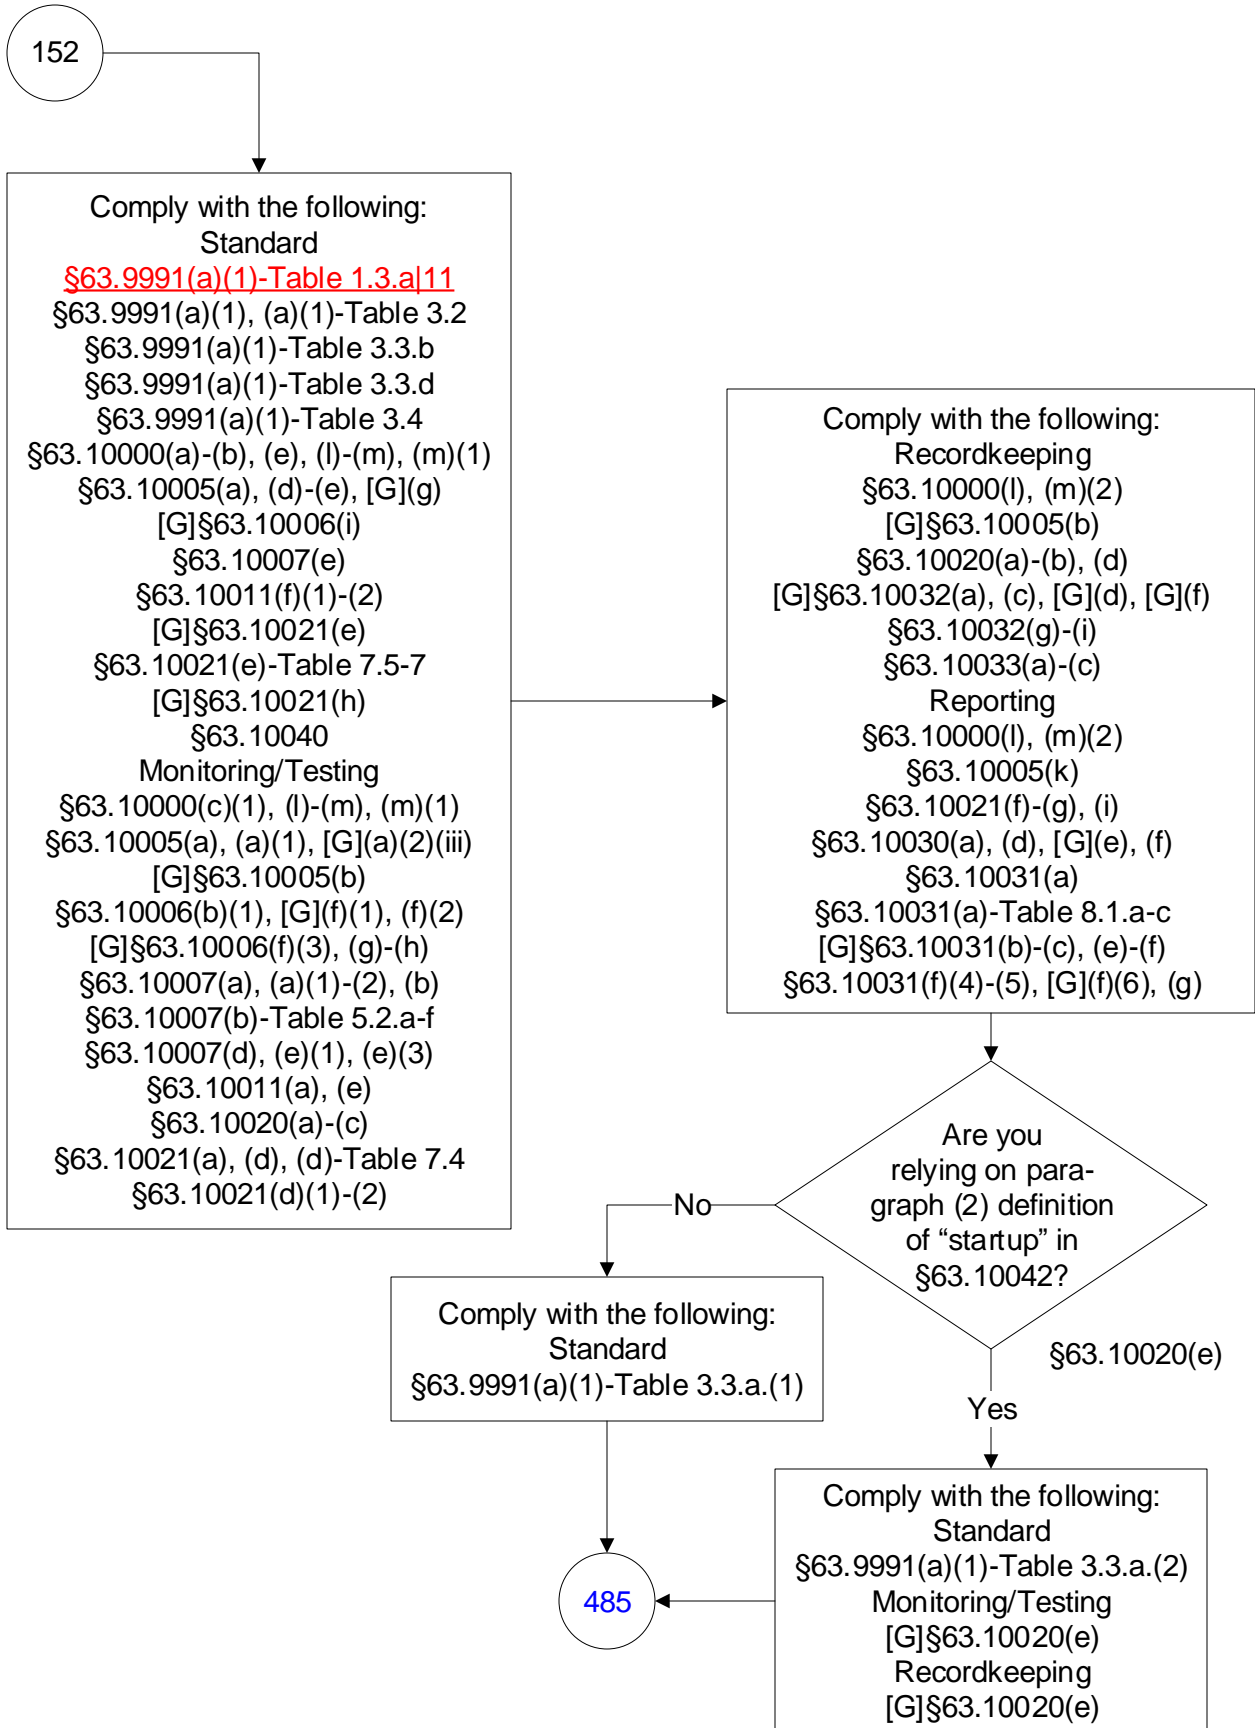 152
Comply with the following:
Standard
§63.9991(a)(1)-Table 1.3.a|11
§63.9991(a)(1), (a)(1)-Table 3.2
§63.9991(a)(1)-Table 3.3.b
§63.9991(a)(1)-Table 3.3.d
§63.9991(a)(1)-Table 3.4
§63.10000(a)-(b), (e), (l)-(m), (m)(1)
§63.10005(a), (d)-(e), [G](g)
[G]§63.10006(i)
§63.10007(e)
§63.10011(f)(1)-(2)
[G]§63.10021(e)
§63.10021(e)-Table 7.5-7
[G]§63.10021(h)
§63.10040
Monitoring/Testing
§63.10000(c)(1), (l)-(m), (m)(1)
§63.10005(a), (a)(1), [G](a)(2)(iii)
[G]§63.10005(b)
§63.10006(b)(1), [G](f)(1), (f)(2)
[G]§63.10006(f)(3), (g)-(h)
§63.10007(a), (a)(1)-(2), (b)
§63.10007(b)-Table 5.2.a-f
§63.10007(d), (e)(1), (e)(3)
§63.10011(a), (e)
§63.10020(a)-(c)
§63.10021(a), (d), (d)-Table 7.4
§63.10021(d)(1)-(2)
Comply with the following:
Recordkeeping
§63.10000(l), (m)(2)
[G]§63.10005(b)
§63.10020(a)-(b), (d)
[G]§63.10032(a), (c), [G](d), [G](f)
§63.10032(g)-(i)
§63.10033(a)-(c)
Reporting
§63.10000(l), (m)(2)
§63.10005(k)
§63.10021(f)-(g), (i)
§63.10030(a), (d), [G](e), (f)
§63.10031(a)
§63.10031(a)-Table 8.1.a-c
[G]§63.10031(b)-(c), (e)-(f)
§63.10031(f)(4)-(5), [G](f)(6), (g)
Are you
relying on para-
graph (2) definition
of “startup” in
§63.10042?
§63.10020(e)
No
Comply with the following:
Standard
§63.9991(a)(1)-Table 3.3.a.(1)
Yes
Comply with the following:
Standard
§63.9991(a)(1)-Table 3.3.a.(2)
Monitoring/Testing
[G]§63.10020(e)
Recordkeeping
[G]§63.10020(e)
485